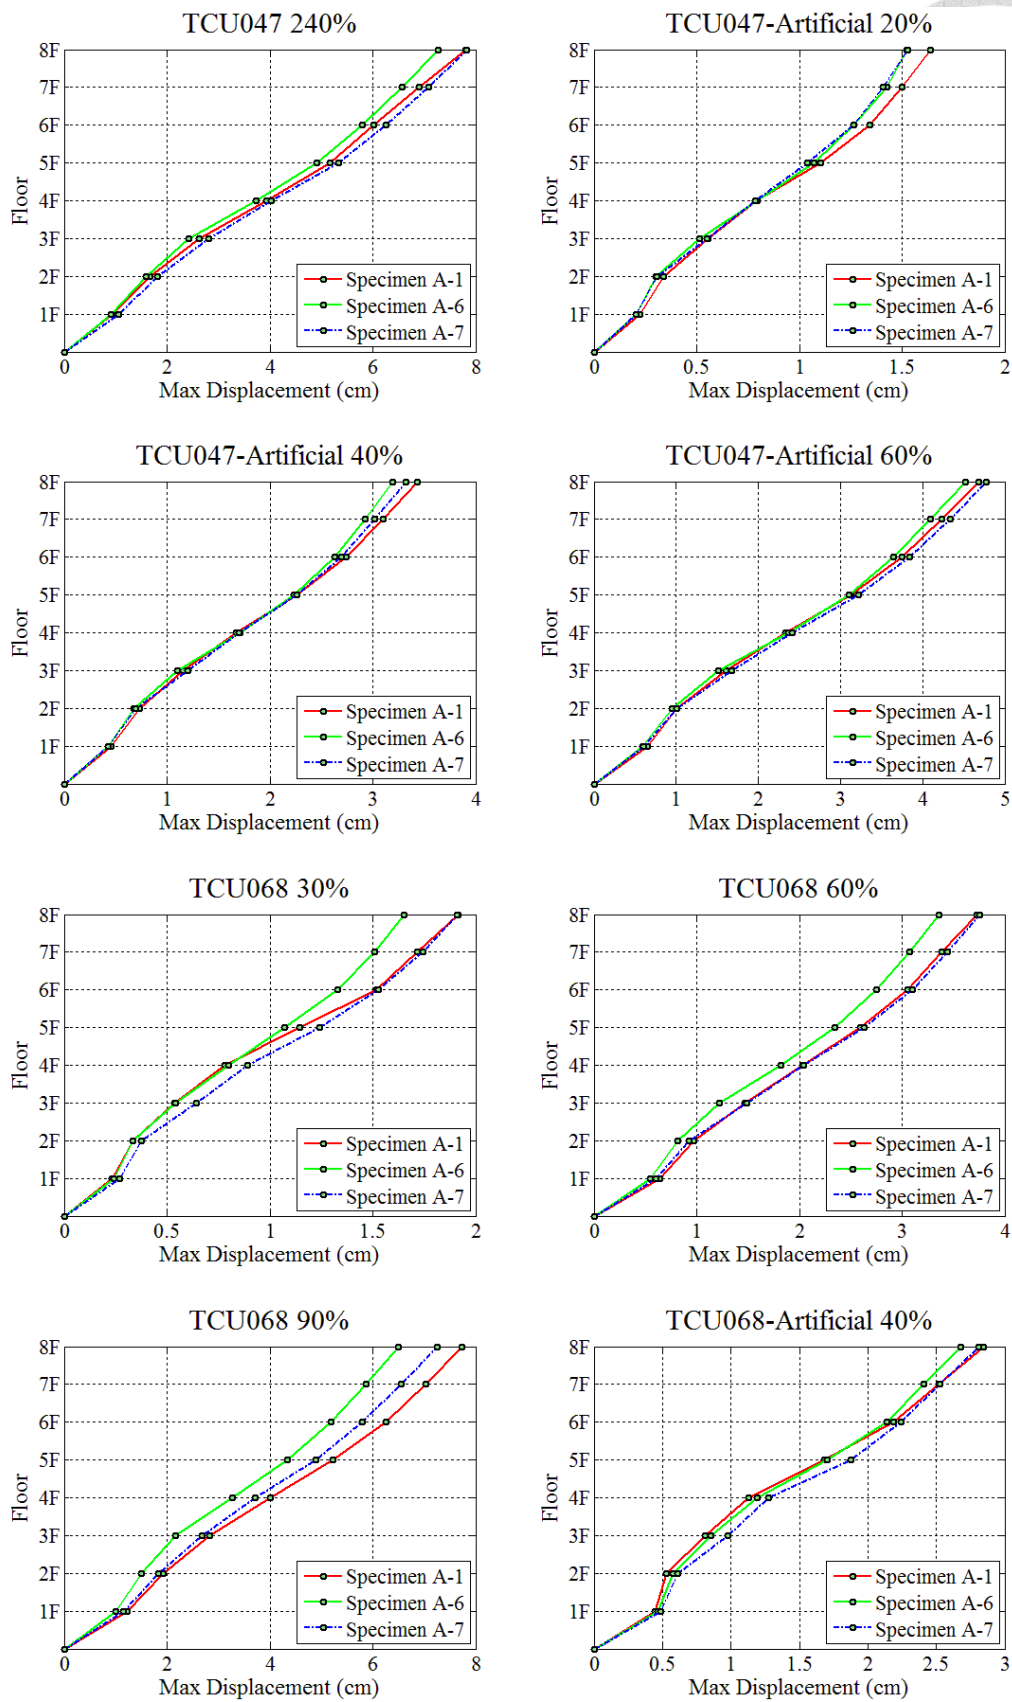 TCU047 240%
8F
7F
6F
5F
4F
3F
2F
1F
Floor
Specimen A-1
Specimen A-6
Specimen A-7
0 2 4 6 8
Max Displacement (cm)
TCU047-Artificial 20%
8F
7F
6F
5F
4F
3F
2F
1F
Floor
Specimen A-1
Specimen A-6
Specimen A-7
0 0.5 1 1.5 2
Max Displacement (cm)
TCU047-Artificial 40%
8F
7F
6F
5F
4F
3F
2F
1F
Floor
Specimen A-1
Specimen A-6
Specimen A-7
0 1 2 3 4
Max Displacement (cm)
TCU047-Artificial 60%
8F
7F
6F
5F
4F
3F
2F
1F
Floor
Specimen A-1
Specimen A-6
Specimen A-7
0 1 2 3 4 5
Max Displacement (cm)
TCU068 30%
8F
7F
6F
5F
4F
3F
2F
1F
Floor
Specimen A-1
Specimen A-6
Specimen A-7
0 0.5 1 1.5 2
Max Displacement (cm)
TCU068 60%
8F
7F
6F
5F
4F
3F
2F
1F
Floor
Specimen A-1
Specimen A-6
Specimen A-7
0 1 2 3 4
Max Displacement (cm)
TCU068 90%
8F
7F
6F
5F
4F
3F
2F
1F
Floor
Specimen A-1
Specimen A-6
Specimen A-7
0 2 4 6 8
Max Displacement (cm)
TCU068-Artificial 40%
8F
7F
6F
5F
4F
3F
2F
1F
Floor
Specimen A-1
Specimen A-6
Specimen A-7
0 0.5 1 1.5 2 2.5 3
Max Displacement (cm)